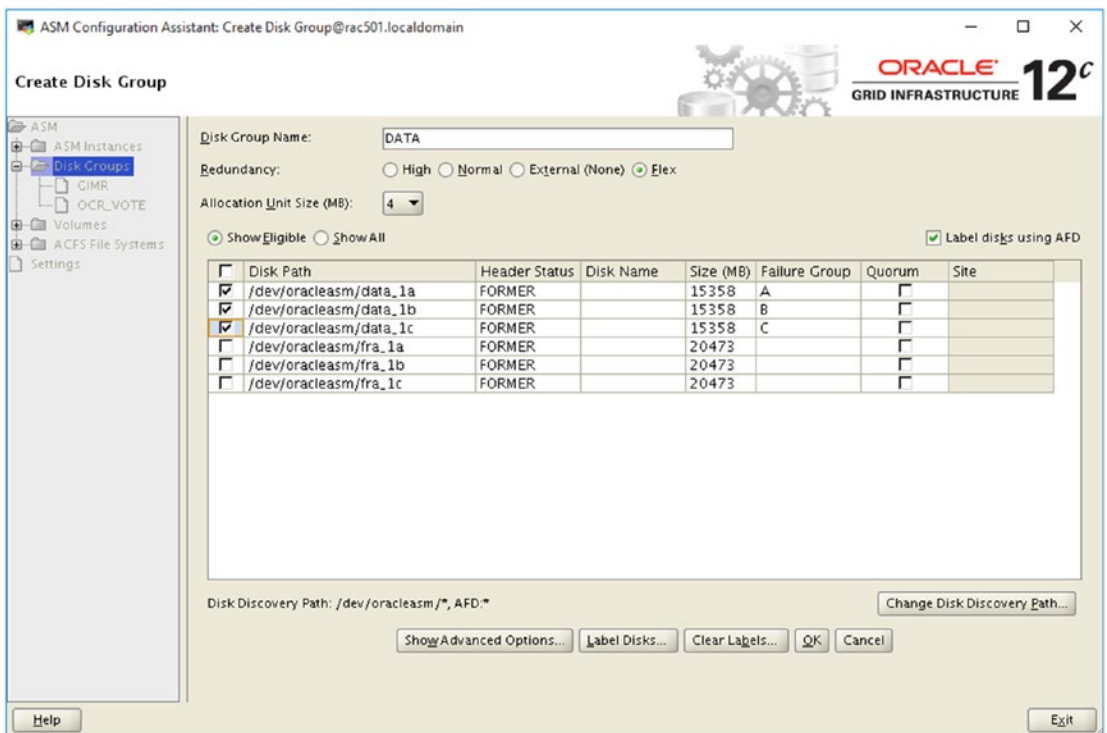 ASM Configuration Assistant: Create Disk Group@rac501.localdomain
Create Disk Group
ORACLE
GRID INFRASTRUCTURE 12c
ASM
ASM Instances
Disk Groups
GIMR
OCR_VOTE
Volumes
ACFS File Systems
Settings
Disk Group Name: DATA
Redundancy: High Normal External (None) Flex
Allocation Unit Size (MB): 4
Show Eligible Show All Label disks using AFD
Disk Path Header Status Disk Name Size (MB) Failure Group Quorum Site
/dev/oracleasm/data_1a FORMER 15358 A
/dev/oracleasm/data_1b FORMER 15358 B
/dev/oracleasm/data_1c FORMER 15358 C
/dev/oracleasm/fra_1a FORMER 20473
/dev/oracleasm/fra_1b FORMER 20473
/dev/oracleasm/fra_1c FORMER 20473
Disk Discovery Path: /dev/oracleasm/*, AFD:* Change Disk Discovery Path...
Show Advanced Options... Label Disks... Clear Labels... OK Cancel
Help Exit